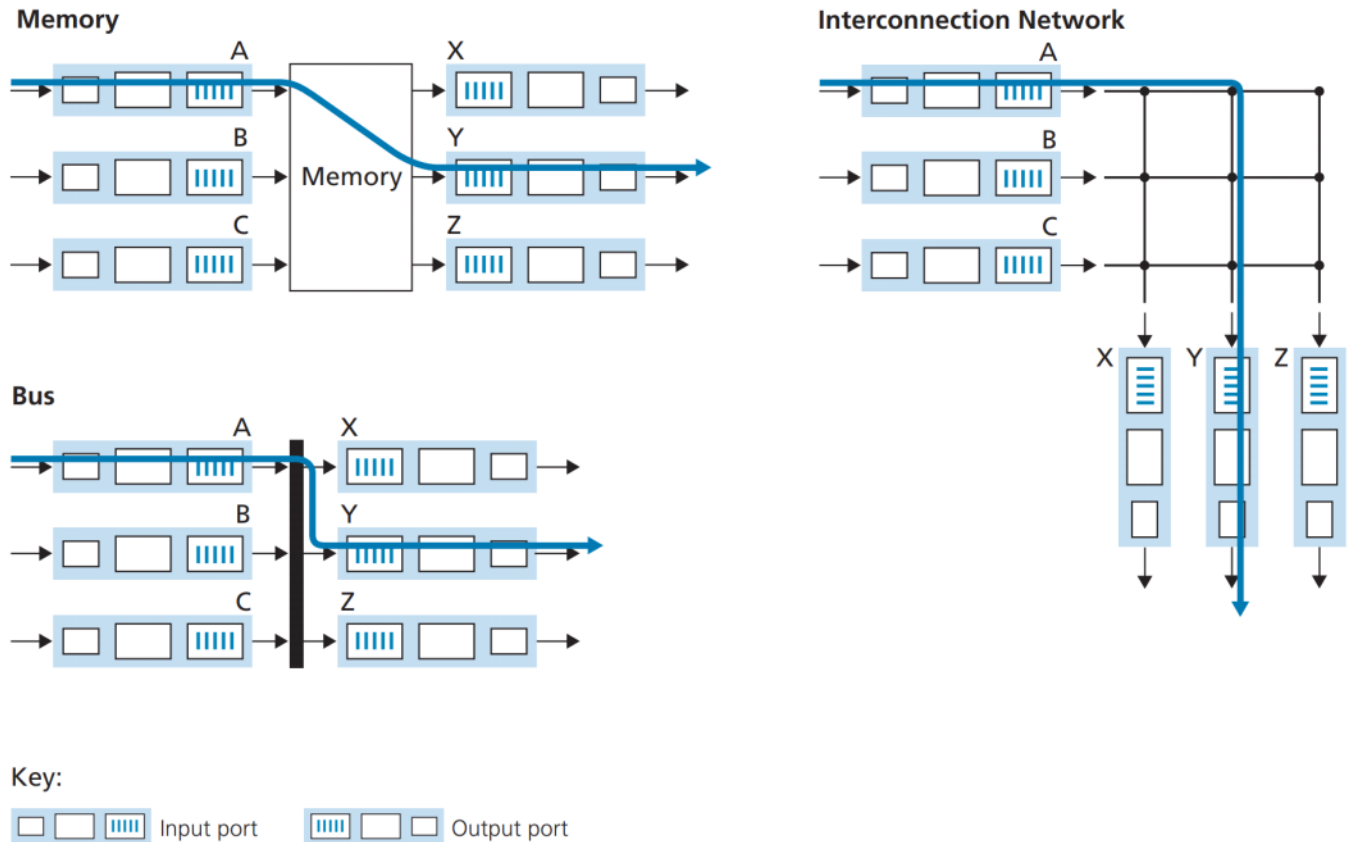 Memory
A
X
B
Y
Memory
C
Z
Interconnection Network
A
B
C
X
Y
Z
Bus
A
X
B
Y
C
Z
Key:
Input port
Output port